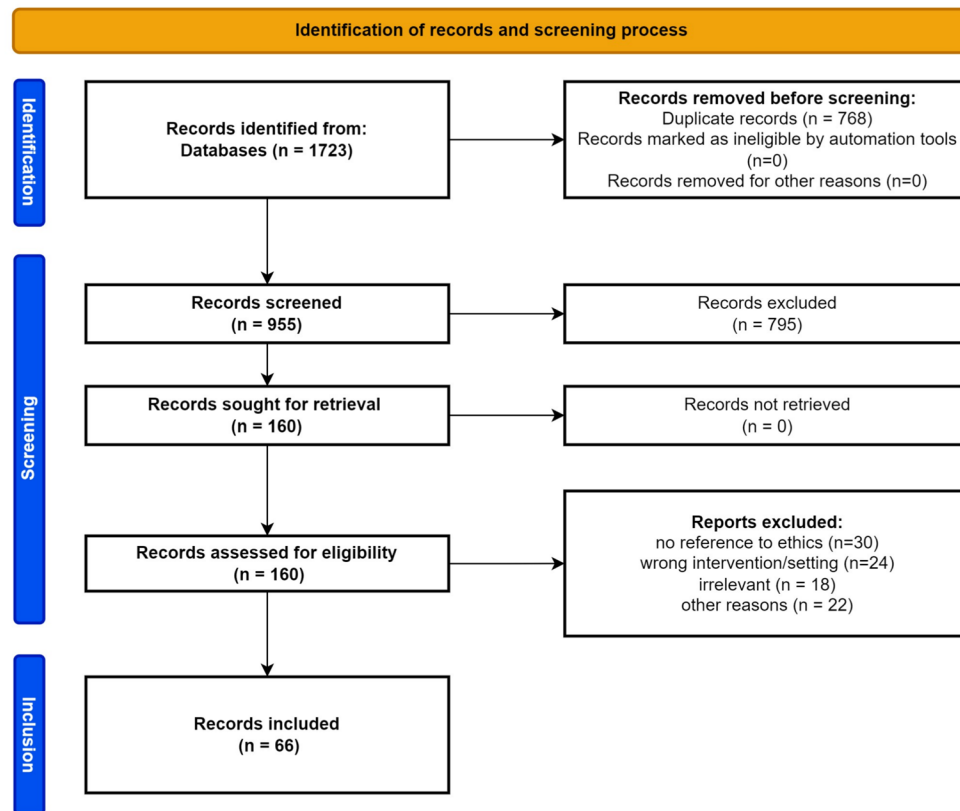 Identification of records and screening process
Identification
Records identified from:
Databases (n = 1723)
Records removed before screening:
Duplicate records (n = 768)
Records marked as ineligible by automation tools
(n=0)
Records removed for other reasons (n=0)
Screening
Records screened
(n = 955)
Records excluded
(n = 795)
Records sought for retrieval
(n = 160)
Records not retrieved
(n = 0)
Records assessed for eligibility
(n = 160)
Reports excluded:
no reference to ethics (n=30)
wrong intervention/setting (n=24)
irrelevant (n = 18)
other reasons (n = 22)
Inclusion
Records included
(n = 66)